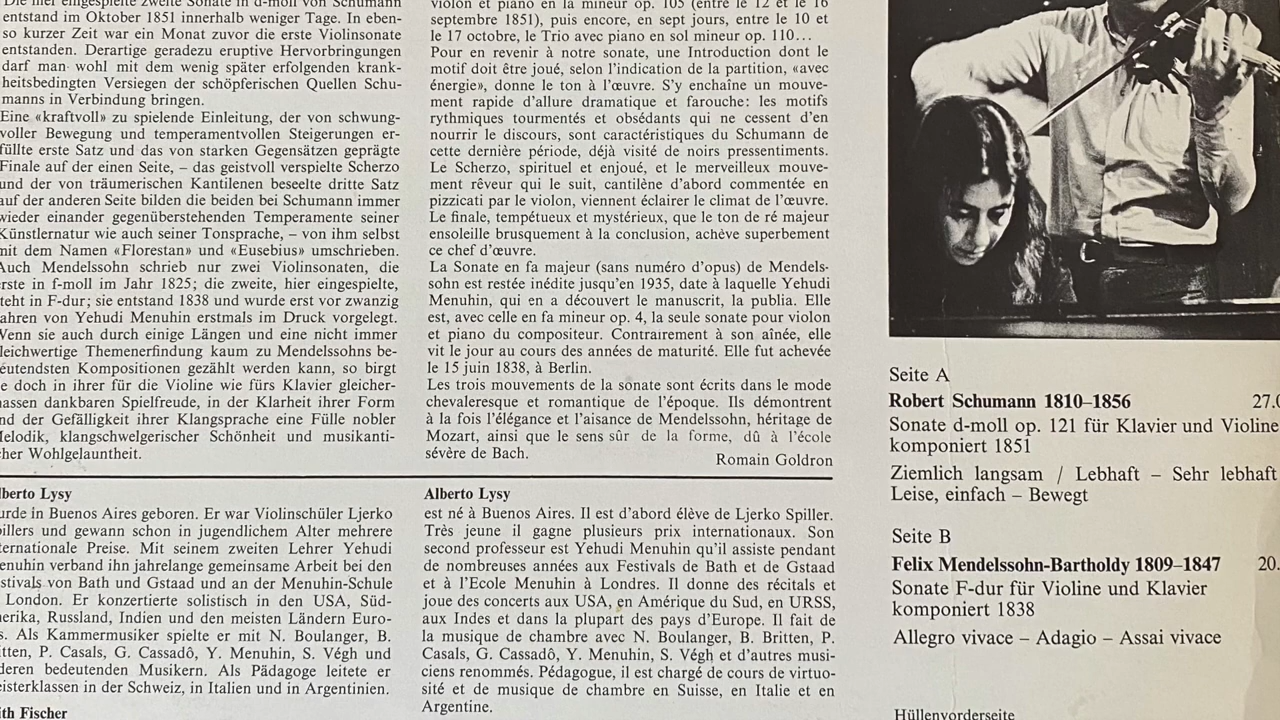 Die hier eingespielte zweite Sonate in d-moll von Schumann
entstand im Oktober 1851 innerhalb weniger Tage. In eben-
so kurzer Zeit war ein Monat zuvor die erste Violinsonate
entstanden. Derartige geradezu eruptive Hervorbringungen
darf man wohl mit dem wenig später erfolgenden krank-
heitsbedingten Versiegen der schöpferischen Quellen Schu-
manns in Verbindung bringen.
Eine «kraftvoll» zu spielende Einleitung, der von schwung-
voller Bewegung und temperamentvollen Steigerungen er-
füllte erste Satz und das von starken Gegensätzen geprägte
Finale auf der einen Seite, – das geistvoll verspielte Scherzo
und der von träumerischen Kantilenen beseelte dritte Satz
auf der anderen Seite bilden die beiden bei Schumann immer
wieder einander gegenüberstehenden Temperamente seiner
Künstlernatur wie auch seiner Tonsprache, – von ihm selbst
mit dem Namen «Florestan» und «Eusebius» umschrieben.
Auch Mendelssohn schrieb nur zwei Violinsonaten, die
erste in f-moll im Jahr 1825; die zweite, hier eingespielte,
teht in F-dur; sie entstand 1838 und wurde erst vor zwanzig
ahren von Yehudi Menuhin erstmals im Druck vorgelegt.
Wenn sie auch durch einige Längen und eine nicht immer
leichwertige Themenerfindung kaum zu Mendelssohns be-
eutendsten Kompositionen gezählt werden kann, so birgt
e doch in ihrer für die Violine wie fürs Klavier gleicher-
assen dankbaren Spielfreude, in der Klarheit ihrer Form
nd der Gefälligkeit ihrer Klangsprache eine Fülle nobler
Melodik, klangschwelgerischer Schönheit und musikanti-
cher Wohlgelauntheit.
violon et piano en la mineur op. 105 (entre le 12 et le 16
septembre 1851), puis encore, en sept jours, entre le 10 et
le 17 octobre, le Trio avec piano en sol mineur op. 110...
Pour en revenir à notre sonate, une Introduction dont le
motif doit être joué, selon l'indication de la partition, «avec
énergie», donne le ton à l'œuvre. S'y enchaîne un mouve-
ment rapide d'allure dramatique et farouche: les motifs
rythmiques tourmentés et obsédants qui ne cessent d'en
nourrir le discours, sont caractéristiques du Schumann de
cette dernière période, déjà visité de noirs pressentiments.
Le Scherzo, spirituel et enjoué, et le merveilleux mouve-
ment rêveur qui le suit, cantilène d'abord commentée en
pizzicati par le violon, viennent éclairer le climat de l'œuvre.
Le finale, tempétueux et mystérieux, que le ton de ré majeur
ensoleille brusquement à la conclusion, achève superbement
ce chef d'œuvre.
La Sonate en fa majeur (sans numéro d'opus) de Mendels-
sohn est restée inédite jusqu'en 1935, date à laquelle Yehudi
Menuhin, qui en a découvert le manuscrit, la publia. Elle
est, avec celle en fa mineur op. 4, la seule sonate pour violon
et piano du compositeur. Contrairement à son aînée, elle
vit le jour au cours des années de maturité. Elle fut achevée
le 15 juin 1838, à Berlin.
Les trois mouvements de la sonate sont écrits dans le mode
chevaleresque et romantique de l'époque. Ils démontrent
à la fois l'élégance et l'aisance de Mendelssohn, héritage de
Mozart, ainsi que le sens sûr de la forme, dû à l'école
sévère de Bach.
Romain Goldron
lberto Lysy
urde in Buenos Aires geboren. Er war Violinschüler Ljerko
pillers und gewann schon in jugendlichem Alter mehrere
ternationale Preise. Mit seinem zweiten Lehrer Yehudi
enuhin verband ihn jahrelange gemeinsame Arbeit bei den
stivals von Bath und Gstaad und an der Menuhin-Schule
London. Er konzertierte solistisch in den USA, Süd-
nerika, Russland, Indien und den meisten Ländern Euro-
s. Als Kammermusiker spielte er mit N. Boulanger, B.
itten, P. Casals, G. Cassadô, Y. Menuhin, S. Végh und
deren bedeutenden Musikern. Als Pädagoge leitete er
eisterklassen in der Schweiz, in Italien und in Argentinien.
ith Fischer
Alberto Lysy
est né à Buenos Aires. Il est d'abord élève de Ljerko Spiller.
Très jeune il gagne plusieurs prix internationaux. Son
second professeur est Yehudi Menuhin qu'il assiste pendant
de nombreuses années aux Festivals de Bath et de Gstaad
et à l'Ecole Menuhin à Londres. Il donne des récitals et
joue des concerts aux USA, en Amérique du Sud, en URSS,
aux Indes et dans la plupart des pays d'Europe. Il fait de
la musique de chambre avec N. Boulanger, B. Britten, P.
Casals, G. Cassadô, Y. Menuhin, S. Végh et d'autres musi-
ciens renommés. Pédagogue, il est chargé de cours de virtuo-
sité et de musique de chambre en Suisse, en Italie et en
Argentine.
Seite A
Robert Schumann 1810–1856 27.0
Sonate d-moll op. 121 für Klavier und Violine
komponiert 1851
Ziemlich langsam / Lebhaft – Sehr lebhaft
Leise, einfach – Bewegt
Seite B
Felix Mendelssohn-Bartholdy 1809–1847 20.
Sonate F-dur für Violine und Klavier
komponiert 1838
Allegro vivace – Adagio – Assai vivace
Hüllenvorderseite